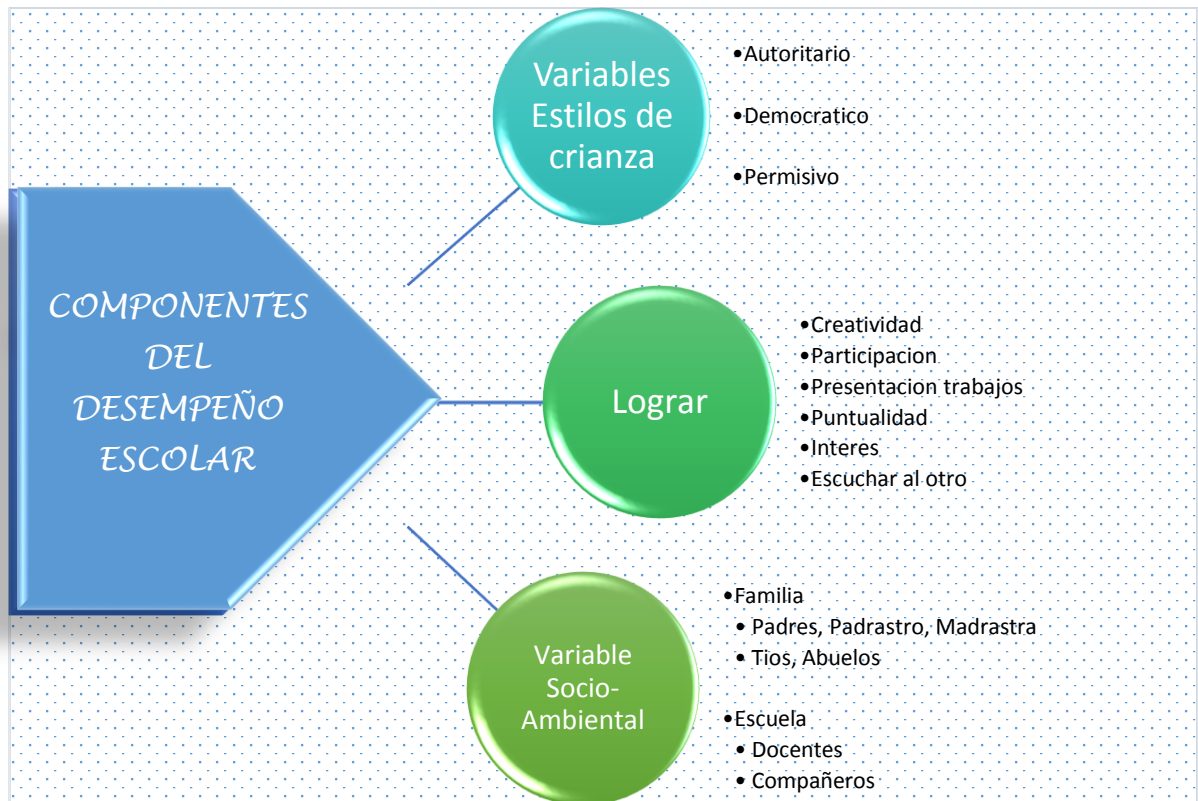 COMPONENTES
DEL
DESEMPEÑO
ESCOLAR
Variables
Estilos de
crianza
•Autoritario
•Democratico
•Permisivo
Lograr
•Creatividad
•Participacion
•Presentacion trabajos
•Puntualidad
•Interes
•Escuchar al otro
Variable
Socio-
Ambiental
•Familia
• Padres, Padrastro, Madrastra
• Tios, Abuelos
•Escuela
• Docentes
• Compañeros